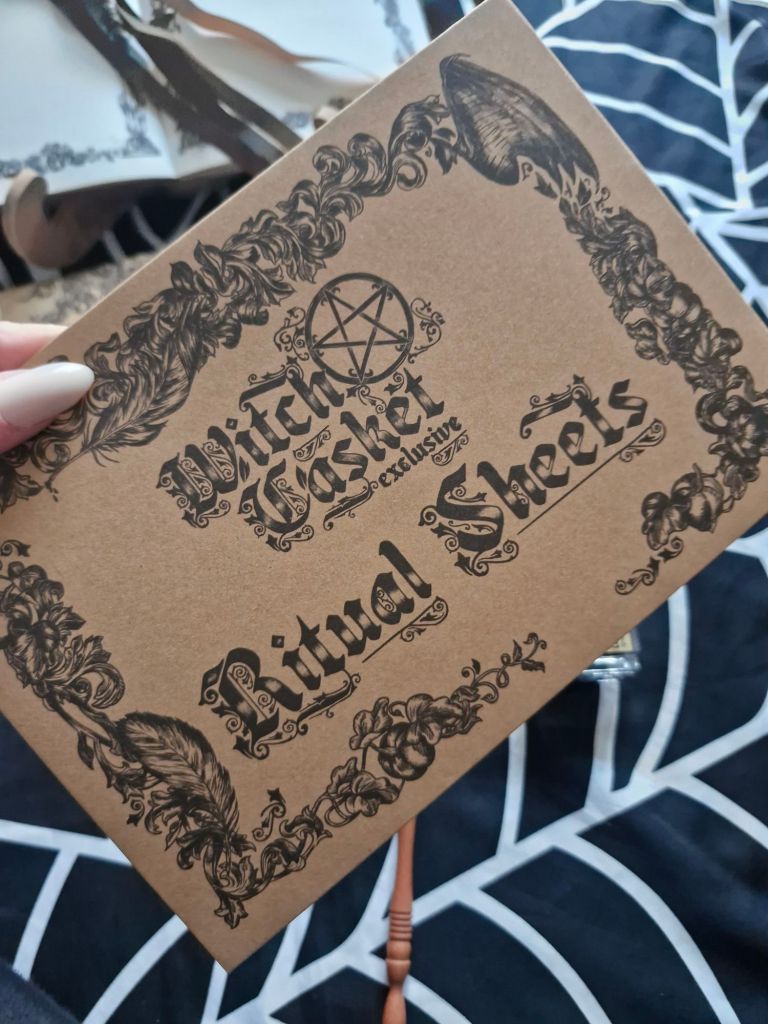 Witch
Casket
exclusive
Ritual Sheets